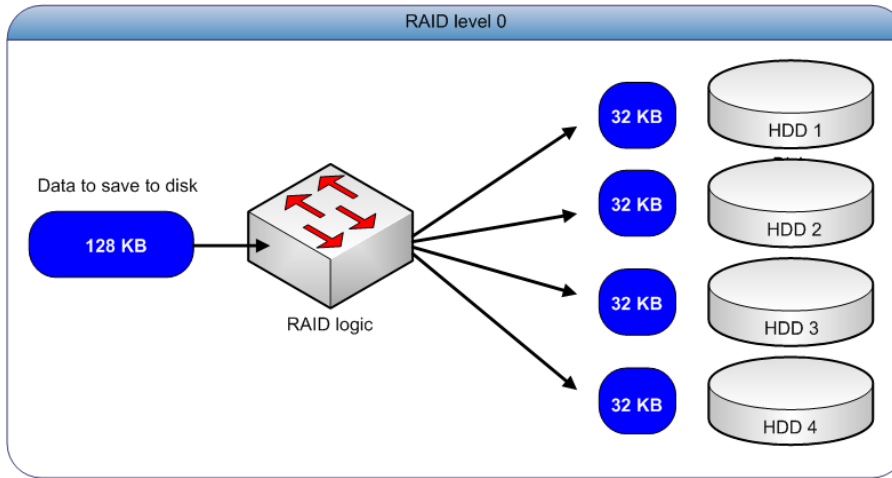 RAID level 0
Data to save to disk
128 KB
RAID logic
32 KB
HDD 1
32 KB
HDD 2
32 KB
HDD 3
32 KB
HDD 4